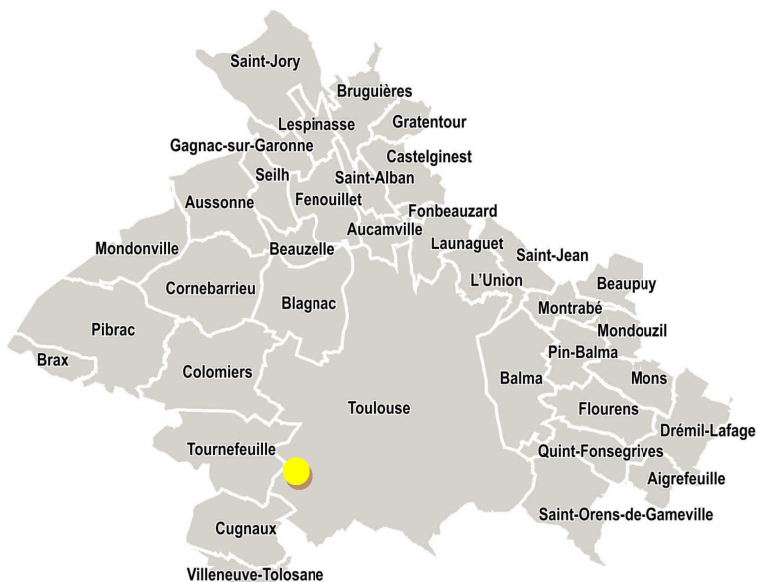 Saint-Jory
Bruguières
Lespinasse
Gratentour
Gagnac-sur-Garonne
Castelginest
Seilh
Saint-Alban
Aussonne
Fenouillet
Fonbeauzard
Aucamville
Mondonville
Beauzelle
Launaguet
Saint-Jean
L'Union
Beaupuy
Cornebarrieu
Blagnac
Montrabé
Pibrac
Mondouzil
Brax
Pin-Balma
Colomiers
Balma
Mons
Toulouse
Flourens
Drémil-Lafage
Tournefeuille
Quint-Fonsegrives
Aigrefeuille
Saint-Orens-de-Gameville
Cugnaux
Villeneuve-Tolosane